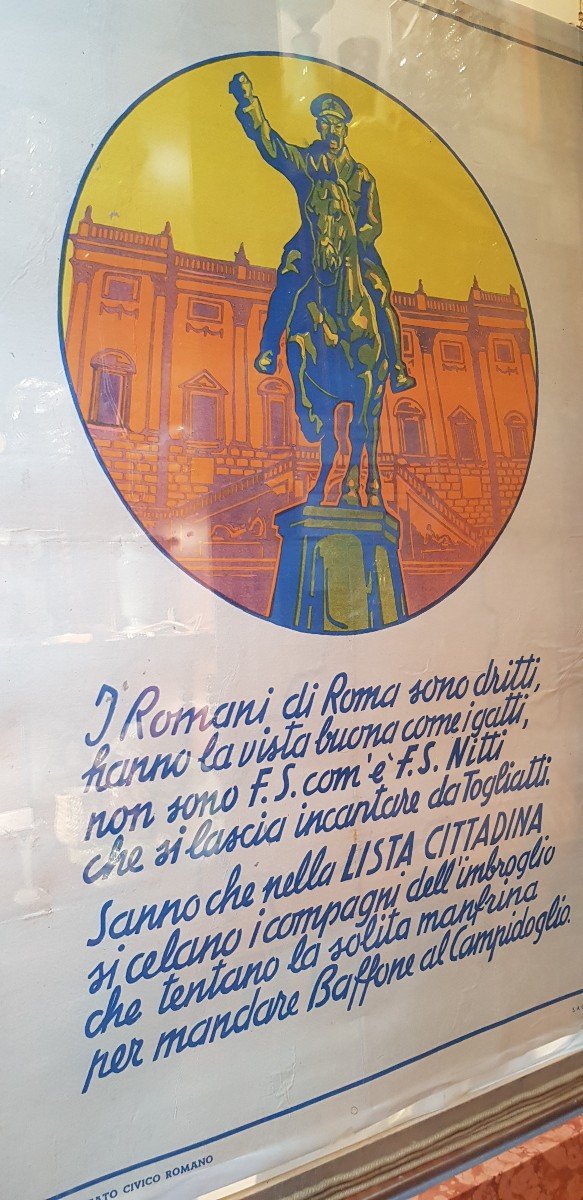 I Romani di Roma sono dritti,
hanno la vista buona come i gatti,
non sono F.S. com'è F.S. Nitti
che si lascia incantare da Togliatti.
Sanno che nella LISTA CITTADINA
si celano i compagni dell'imbroglio
che tentano la solita manfrina
per mandare Baffone al Campidoglio.
CIVICO ROMANO